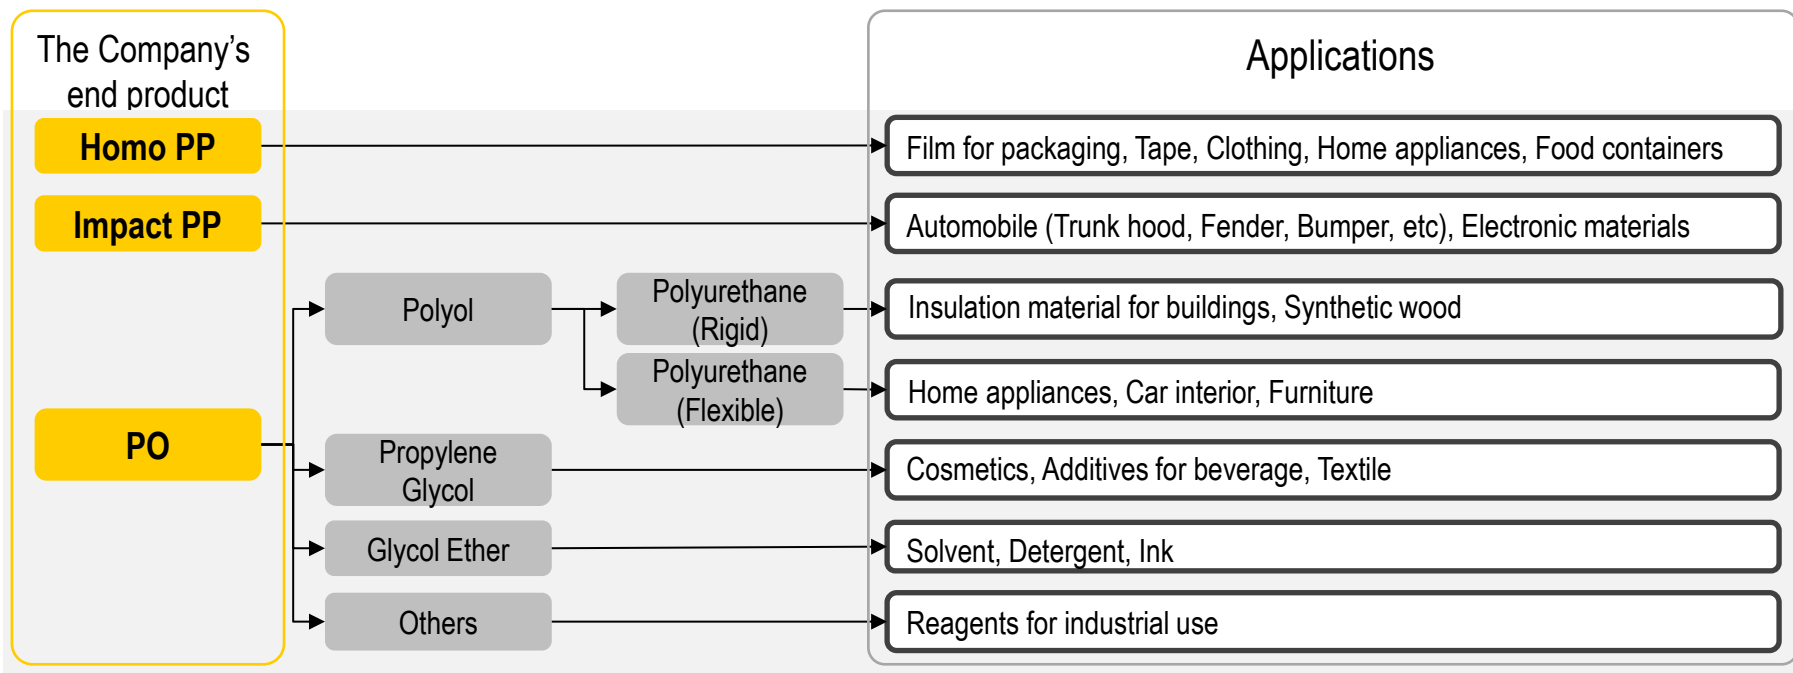 The Company’s
end product
Applications
Homo PP
Film for packaging, Tape, Clothing, Home appliances, Food containers
Impact PP
Automobile (Trunk hood, Fender, Bumper, etc), Electronic materials
Polyol
Polyurethane
(Rigid)
Insulation material for buildings, Synthetic wood
Polyurethane
(Flexible)
Home appliances, Car interior, Furniture
PO
Propylene
Glycol
Cosmetics, Additives for beverage, Textile
Glycol Ether
Solvent, Detergent, Ink
Others
Reagents for industrial use